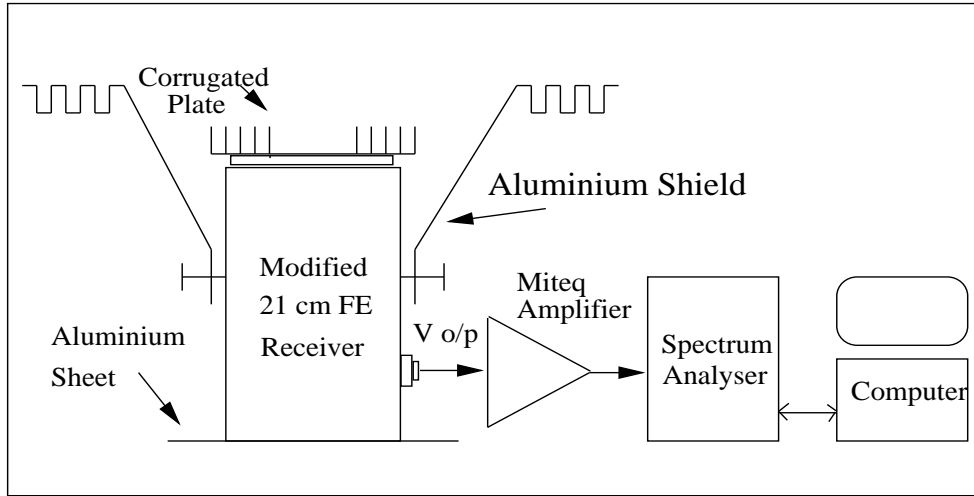 Corrugated
Plate
Aluminium Shield
Modified
21 cm FE
Receiver
Aluminium
Sheet
V o/p
Miteq
Amplifier
Spectrum
Analyser
Computer